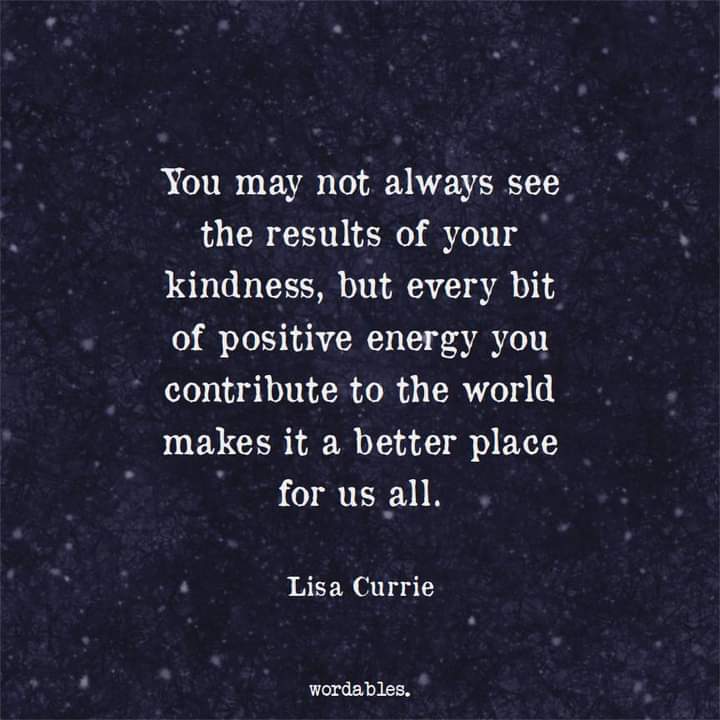 You may not always see
the results of your
kindness, but every bit
of positive energy you
contribute to the world
makes it a better place
for us all.
Lisa Currie
wordables.